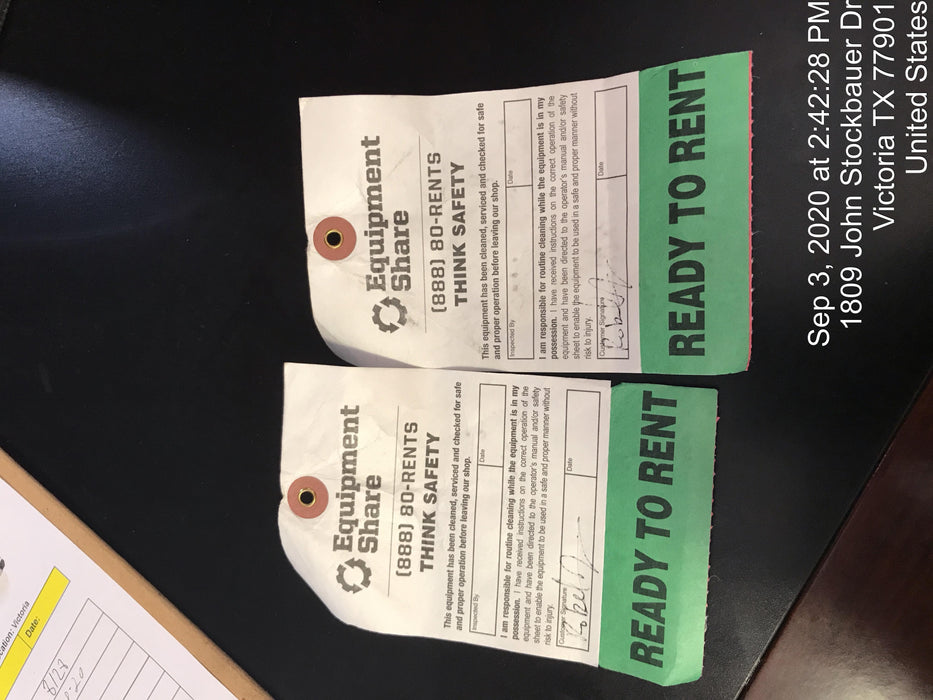 Sep 3, 2020 at 2:42:28 PM
1809 John Stockbauer Dr
Victoria TX 77901
United States
Equipment
Share
(888) 80-RENTS
THINK SAFETY
This equipment has been cleaned, serviced and checked for safe
and proper operation before leaving our shop.
Inspected By
Date
I am responsible for routine cleaning while the equipment is in my
possession. I have received instructions on the correct operation of the
equipment and have been directed to the operator's manual and/or safety
sheet to enable the equipment to be used in a safe and proper manner without
risk to injury.
Customer Signature
Date
READY TO RENT
Equipment
Share
(888) 80-RENTS
THINK SAFETY
This equipment has been cleaned, serviced and checked for safe
and proper operation before leaving our shop.
Inspected By
Date
I am responsible for routine cleaning while the equipment is in my
possession. I have received instructions on the correct operation of the
equipment and have been directed to the operator's manual and/or safety
sheet to enable the equipment to be used in a safe and proper manner without
risk to injury.
Customer Signature
Date
READY TO RENT
cation: Victoria
Date: